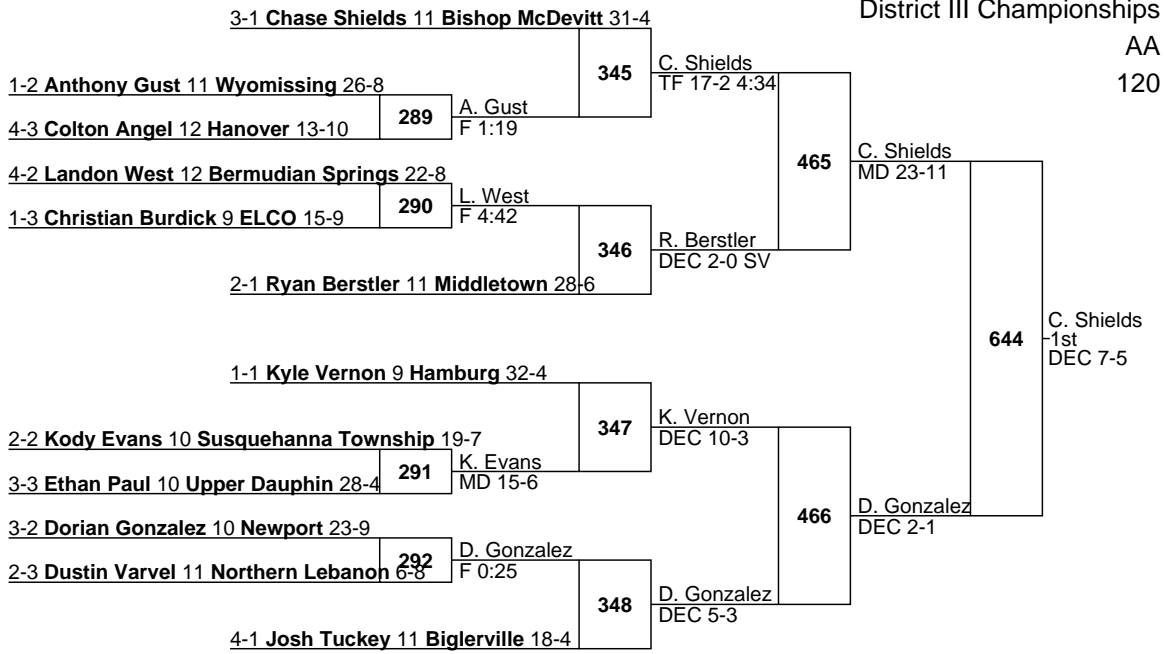 District III Championships
AA
120
3-1 Chase Shields 11 Bishop McDevitt 31-4
345
C. Shields
TF 17-2 4:34
1-2 Anthony Gust 11 Wyomissing 26-8
289
A. Gust
F 1:19
4-3 Colton Angel 12 Hanover 13-10
465
C. Shields
MD 23-11
4-2 Landon West 12 Bermudian Springs 22-8
290
L. West
F 4:42
1-3 Christian Burdick 9 ELCO 15-9
346
R. Berstler
DEC 2-0 SV
2-1 Ryan Berstler 11 Middletown 28-6
644
C. Shields
1st
DEC 7-5
1-1 Kyle Vernon 9 Hamburg 32-4
347
K. Vernon
DEC 10-3
2-2 Kody Evans 10 Susquehanna Township 19-7
291
K. Evans
MD 15-6
3-3 Ethan Paul 10 Upper Dauphin 28-4
466
D. Gonzalez
DEC 2-1
3-2 Dorian Gonzalez 10 Newport 23-9
292
D. Gonzalez
F 0:25
2-3 Dustin Varvel 11 Northern Lebanon 6-8
348
D. Gonzalez
DEC 5-3
4-1 Josh Tuckey 11 Biglerville 18-4